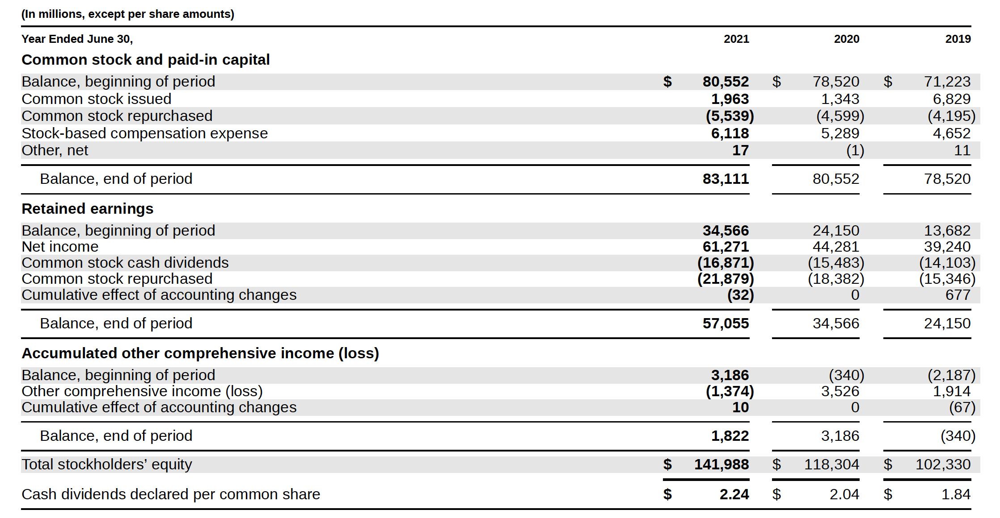 (In millions, except per share amounts)
Year Ended June 30, 2021 2020 2019
Common stock and paid-in capital
Balance, beginning of period $ 80,552 $ 78,520 $ 71,223
Common stock issued 1,963 1,343 6,829
Common stock repurchased (5,539) (4,599) (4,195)
Stock-based compensation expense 6,118 5,289 4,652
Other, net 17 (1) 11
Balance, end of period 83,111 80,552 78,520
Retained earnings
Balance, beginning of period 34,566 24,150 13,682
Net income 61,271 44,281 39,240
Common stock cash dividends (16,871) (15,483) (14,103)
Common stock repurchased (21,879) (18,382) (15,346)
Cumulative effect of accounting changes (32) 0 677
Balance, end of period 57,055 34,566 24,150
Accumulated other comprehensive income (loss)
Balance, beginning of period 3,186 (340) (2,187)
Other comprehensive income (loss) (1,374) 3,526 1,914
Cumulative effect of accounting changes 10 0 (67)
Balance, end of period 1,822 3,186 (340)
Total stockholders’ equity $ 141,988 $ 118,304 $ 102,330
Cash dividends declared per common share $ 2.24 $ 2.04 $ 1.84